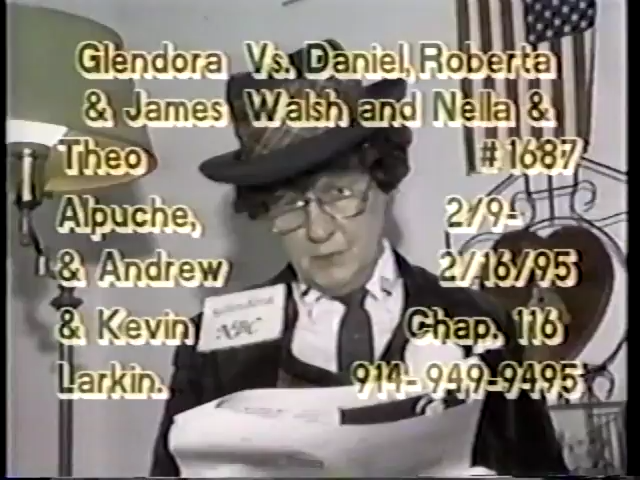 Glendora Vs. Daniel, Roberta
& James Walsh and Nella &
Theo #1687
Alpuche, 2/9-
& Andrew 2/16/95
& Kevin Chap. 116
Larkin. 914-949-9495
NBC